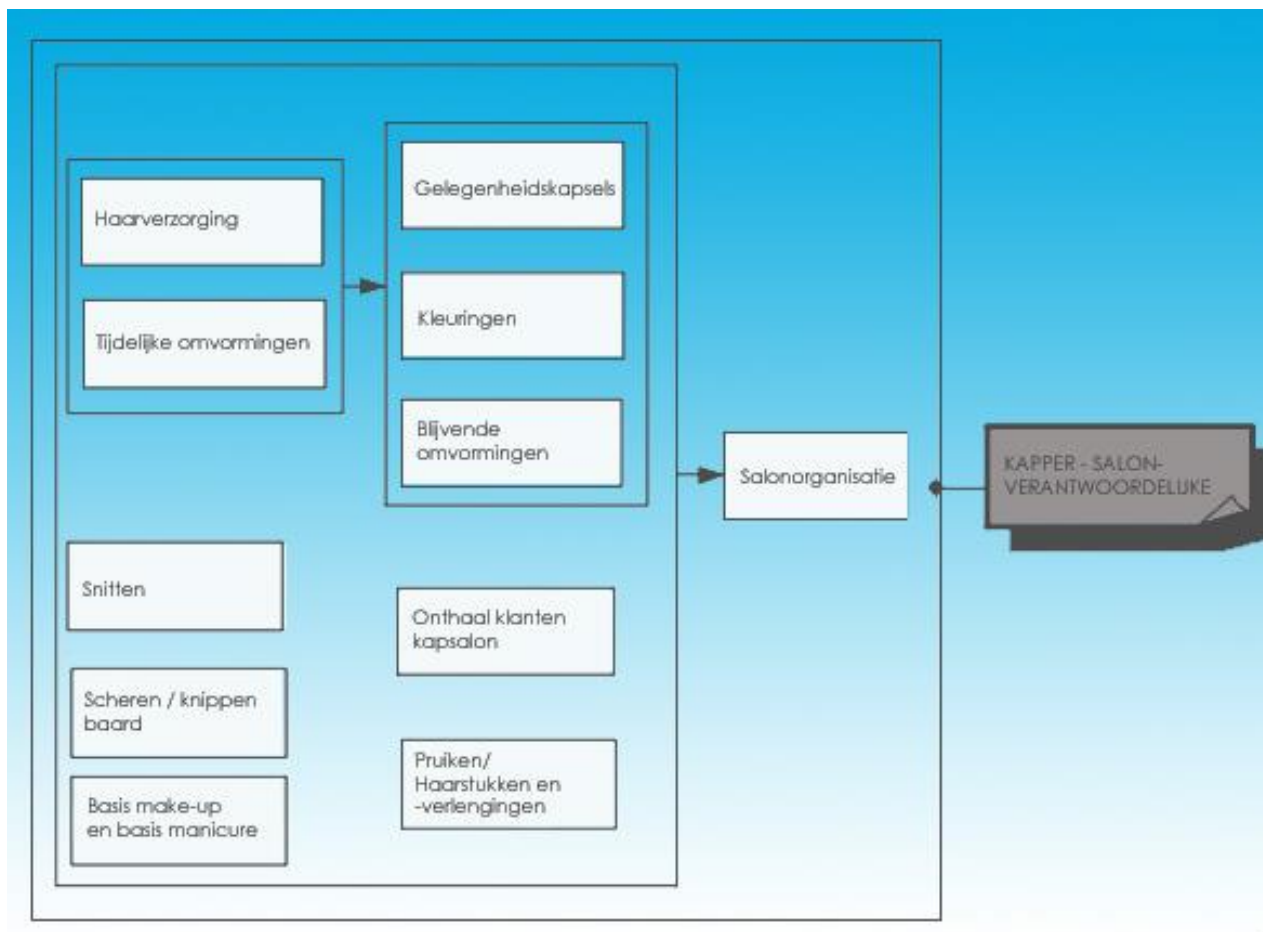 Haarverzorging
Tijdelijke omvormingen
Gelegenheidskapsels
Kleuringen
Blijvende
omvormingen
Snitten
Scheren / knippen
baard
Basis make-up
en basis manicure
Onthaal klanten
kapsalon
Pruiken/
Haarstukken en
-verlengingen
Salonorganisatie
KAPPER - SALON-
VERANTWOORDELIJKE